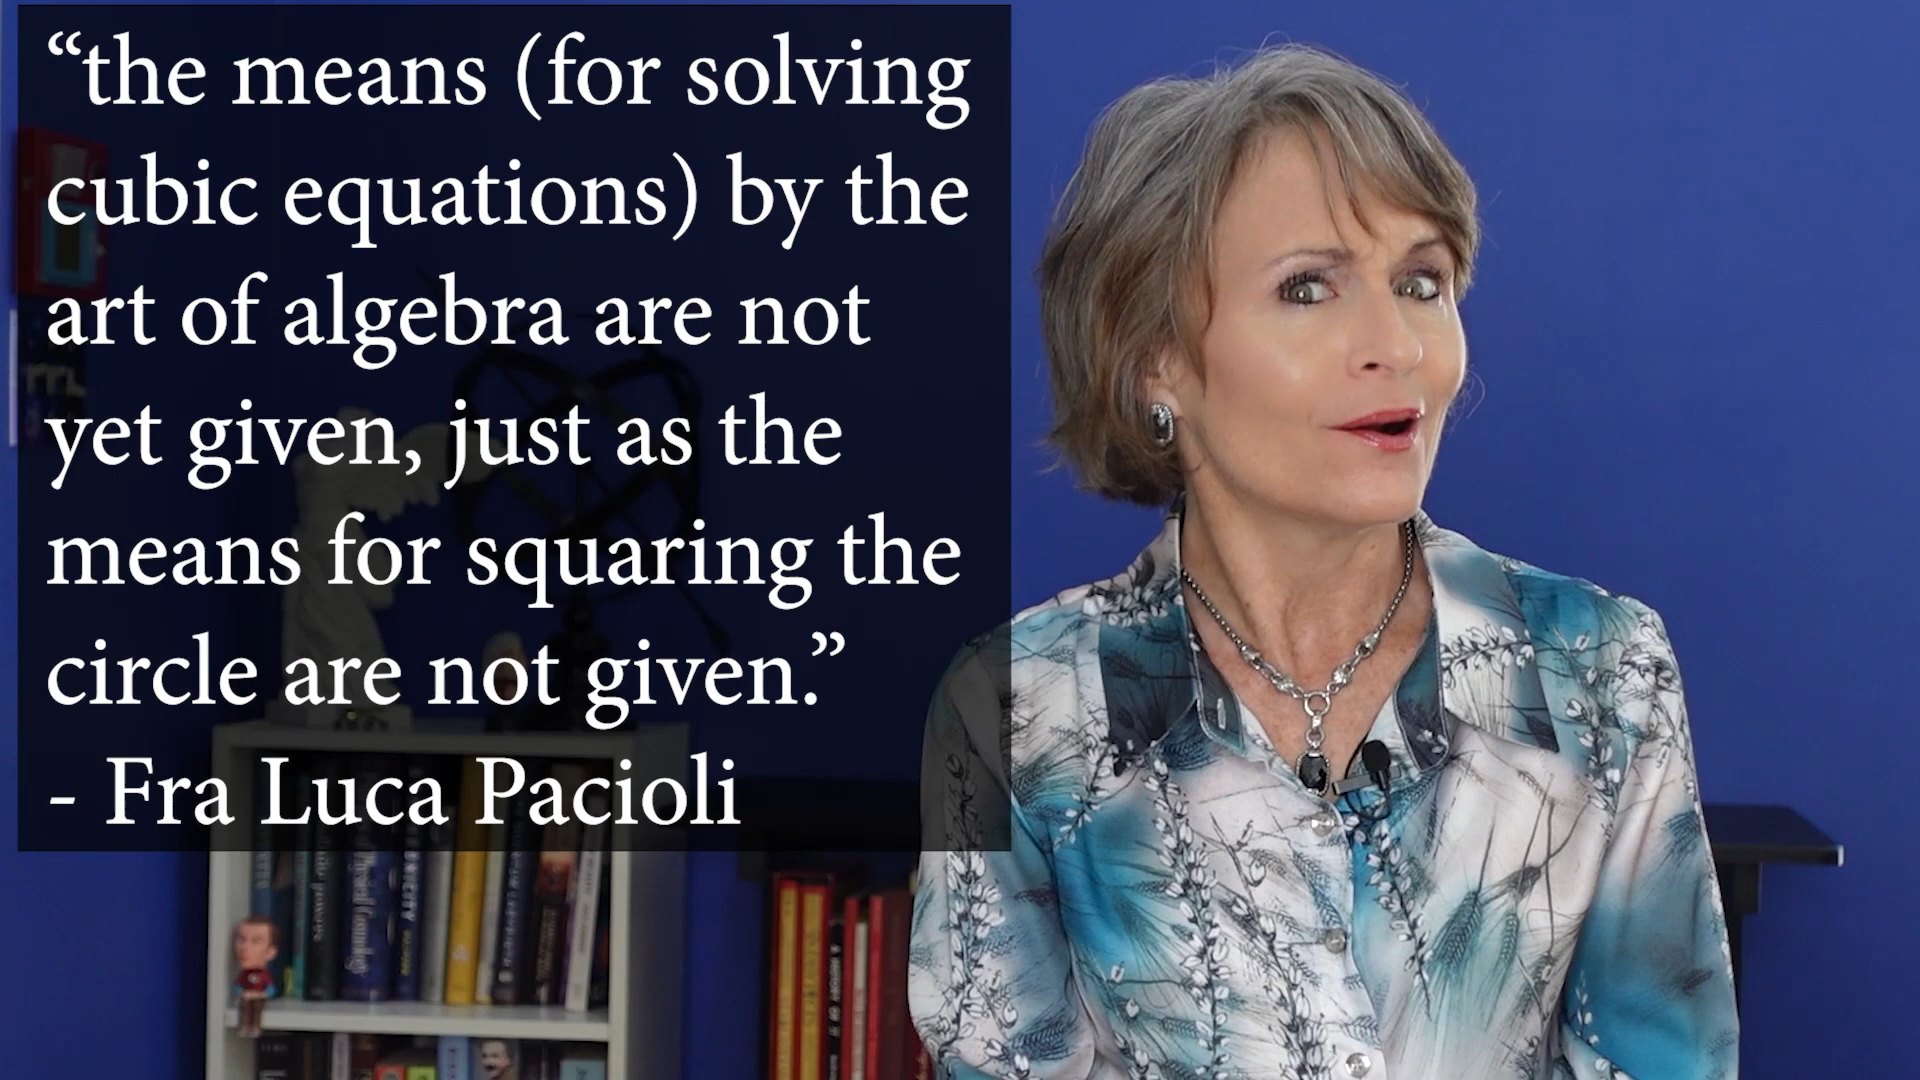 “the means (for solving
cubic equations) by the
art of algebra are not
yet given, just as the
means for squaring the
circle are not given.”
- Fra Luca Pacioli